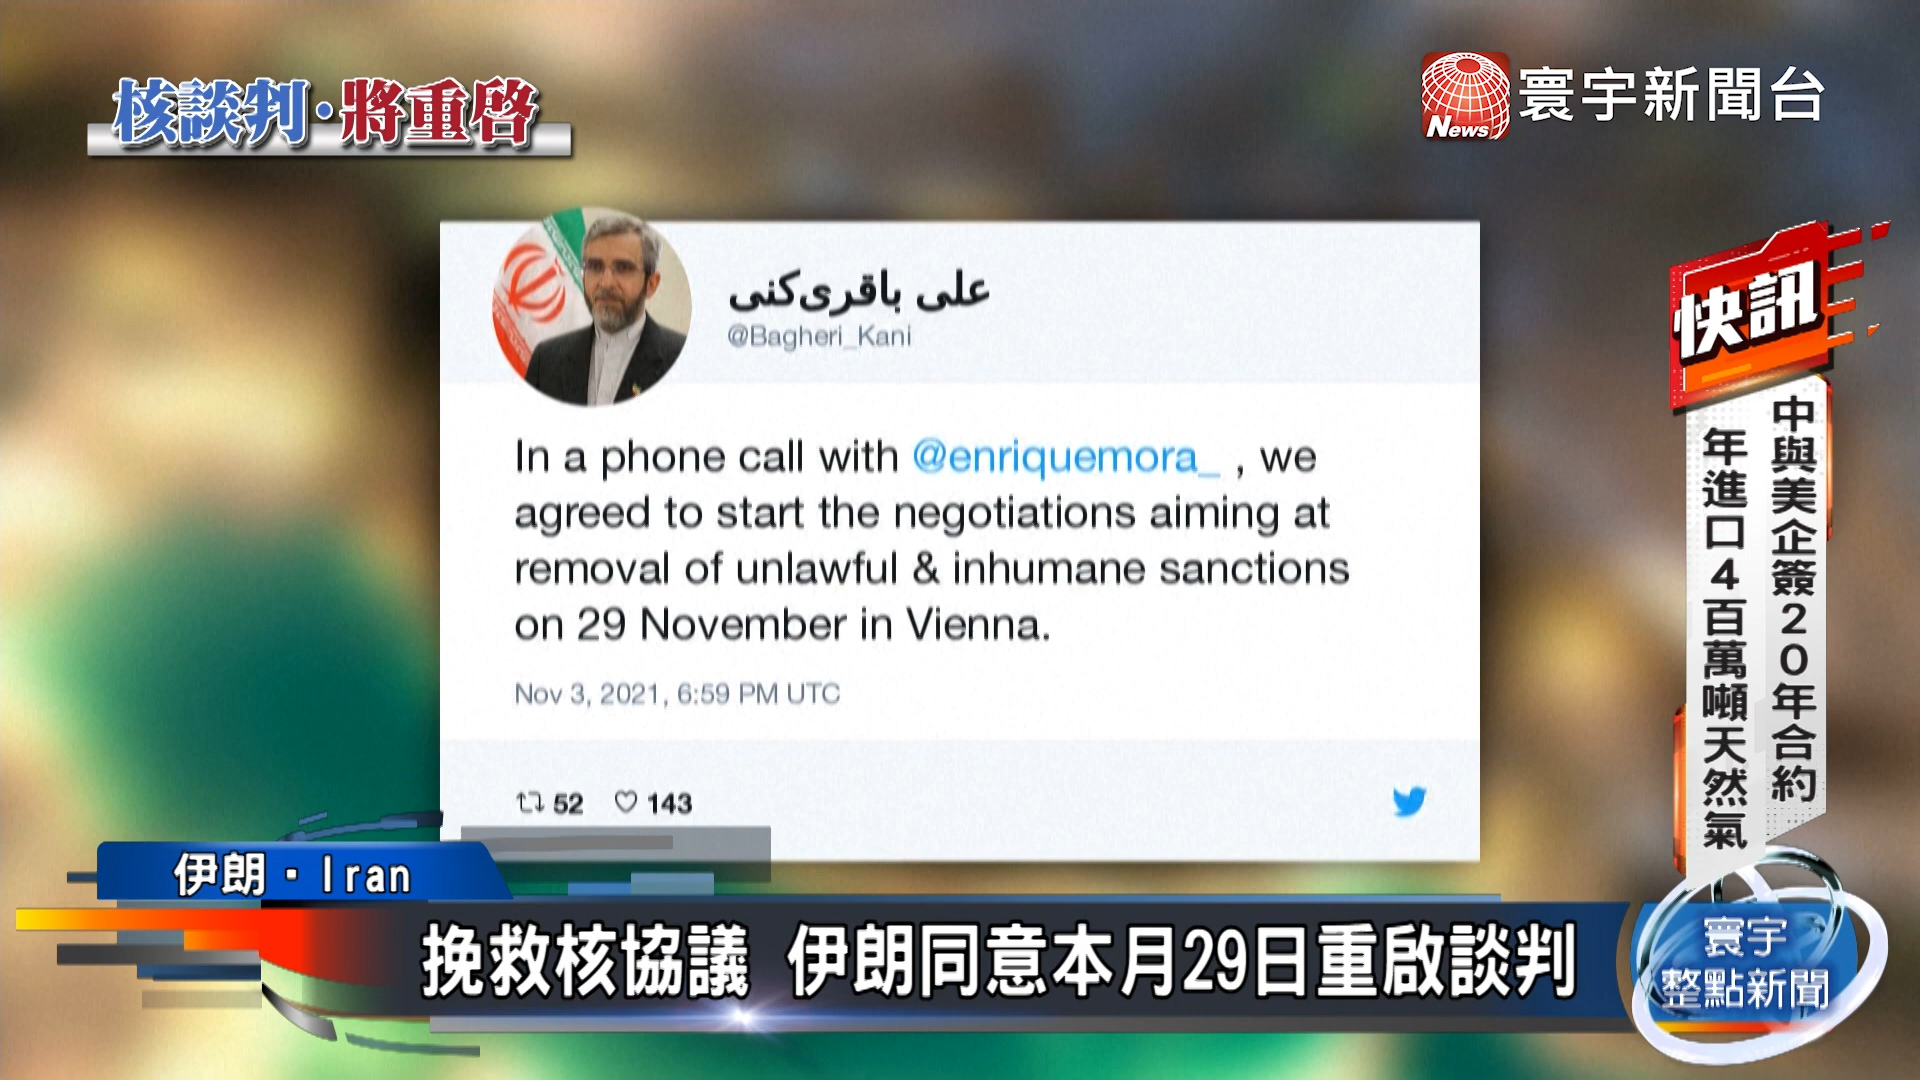 核談判·將重啓
News
寰宇新聞台
علی باقری‌کنی
@Bagheri_Kani
In a phone call with @enriquemora_ , we
agreed to start the negotiations aiming at
removal of unlawful & inhumane sanctions
on 29 November in Vienna.
Nov 3, 2021, 6:59 PM UTC
52 143
快訊
中與美企簽20年合約
年進口4百萬噸天然氣
伊朗·Iran
挽救核協議 伊朗同意本月29日重啟談判
寰宇
整點新聞